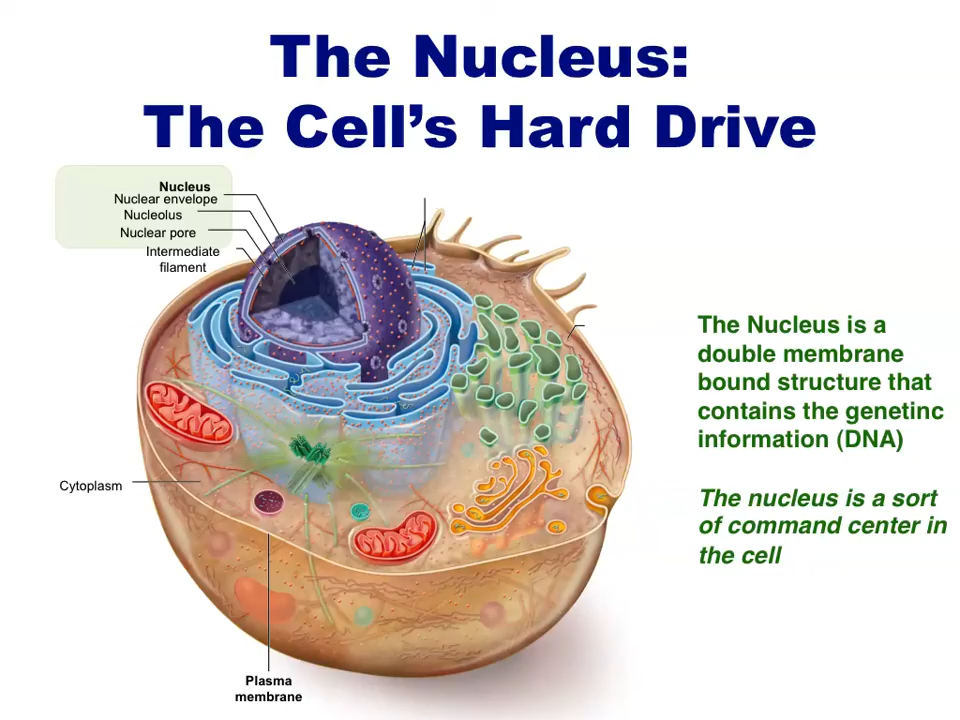 The Nucleus:
The Cell’s Hard Drive
Nucleus
Nuclear envelope
Nucleolus
Nuclear pore
Intermediate
filament
Cytoplasm
Plasma
membrane
The Nucleus is a
double membrane
bound structure that
contains the genetinc
information (DNA)
The nucleus is a sort
of command center in
the cell